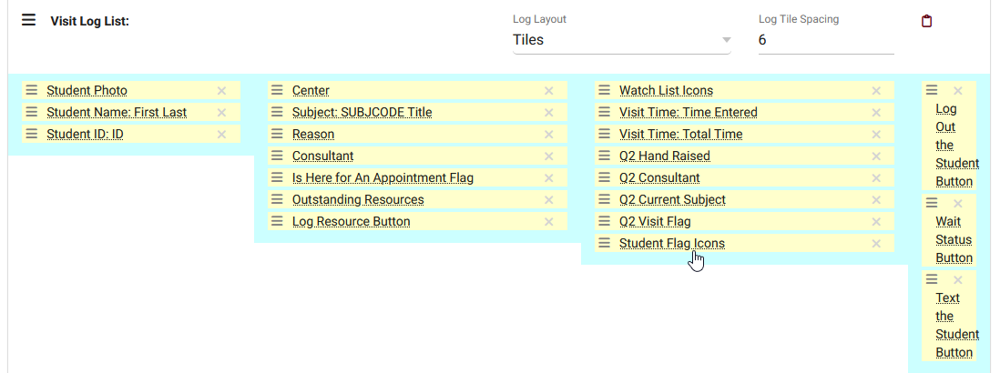 Visit Log List:
Log Layout
Tiles
Log Tile Spacing
6
Student Photo
Student Name: First Last
Student ID: ID
Center
Subject: SUBJCODE Title
Reason
Consultant
Is Here for An Appointment Flag
Outstanding Resources
Log Resource Button
Watch List Icons
Visit Time: Time Entered
Visit Time: Total Time
Q2 Hand Raised
Q2 Consultant
Q2 Current Subject
Q2 Visit Flag
Student Flag Icons
Log
Out
the
Student
Button
Wait
Status
Button
Text
the
Student
Button